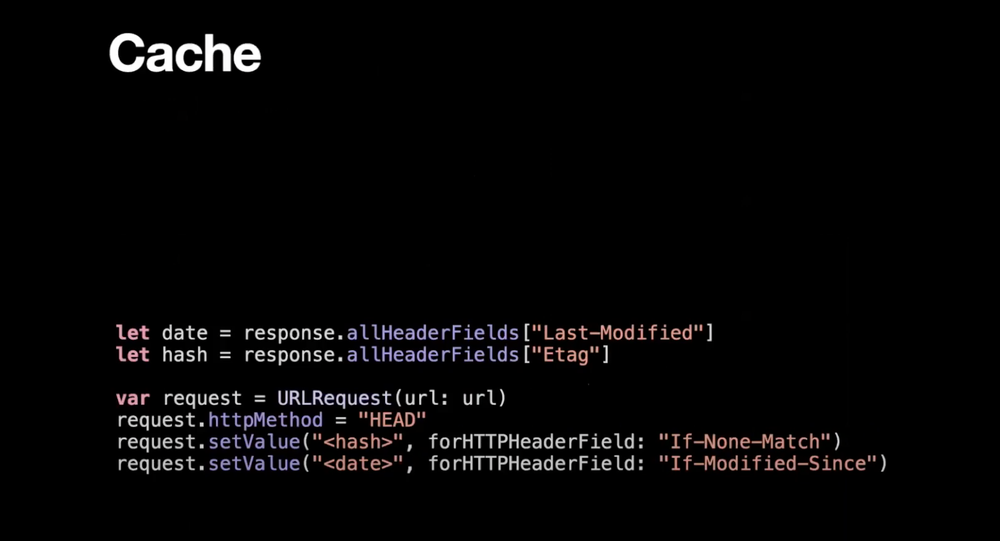 Cache
let date = response.allHeaderFields["Last-Modified"]
let hash = response.allHeaderFields["Etag"]
var request = URLRequest(url: url)
request.httpMethod = "HEAD"
request.setValue("<hash>", forHTTPHeaderField: "If-None-Match")
request.setValue("<date>", forHTTPHeaderField: "If-Modified-Since")